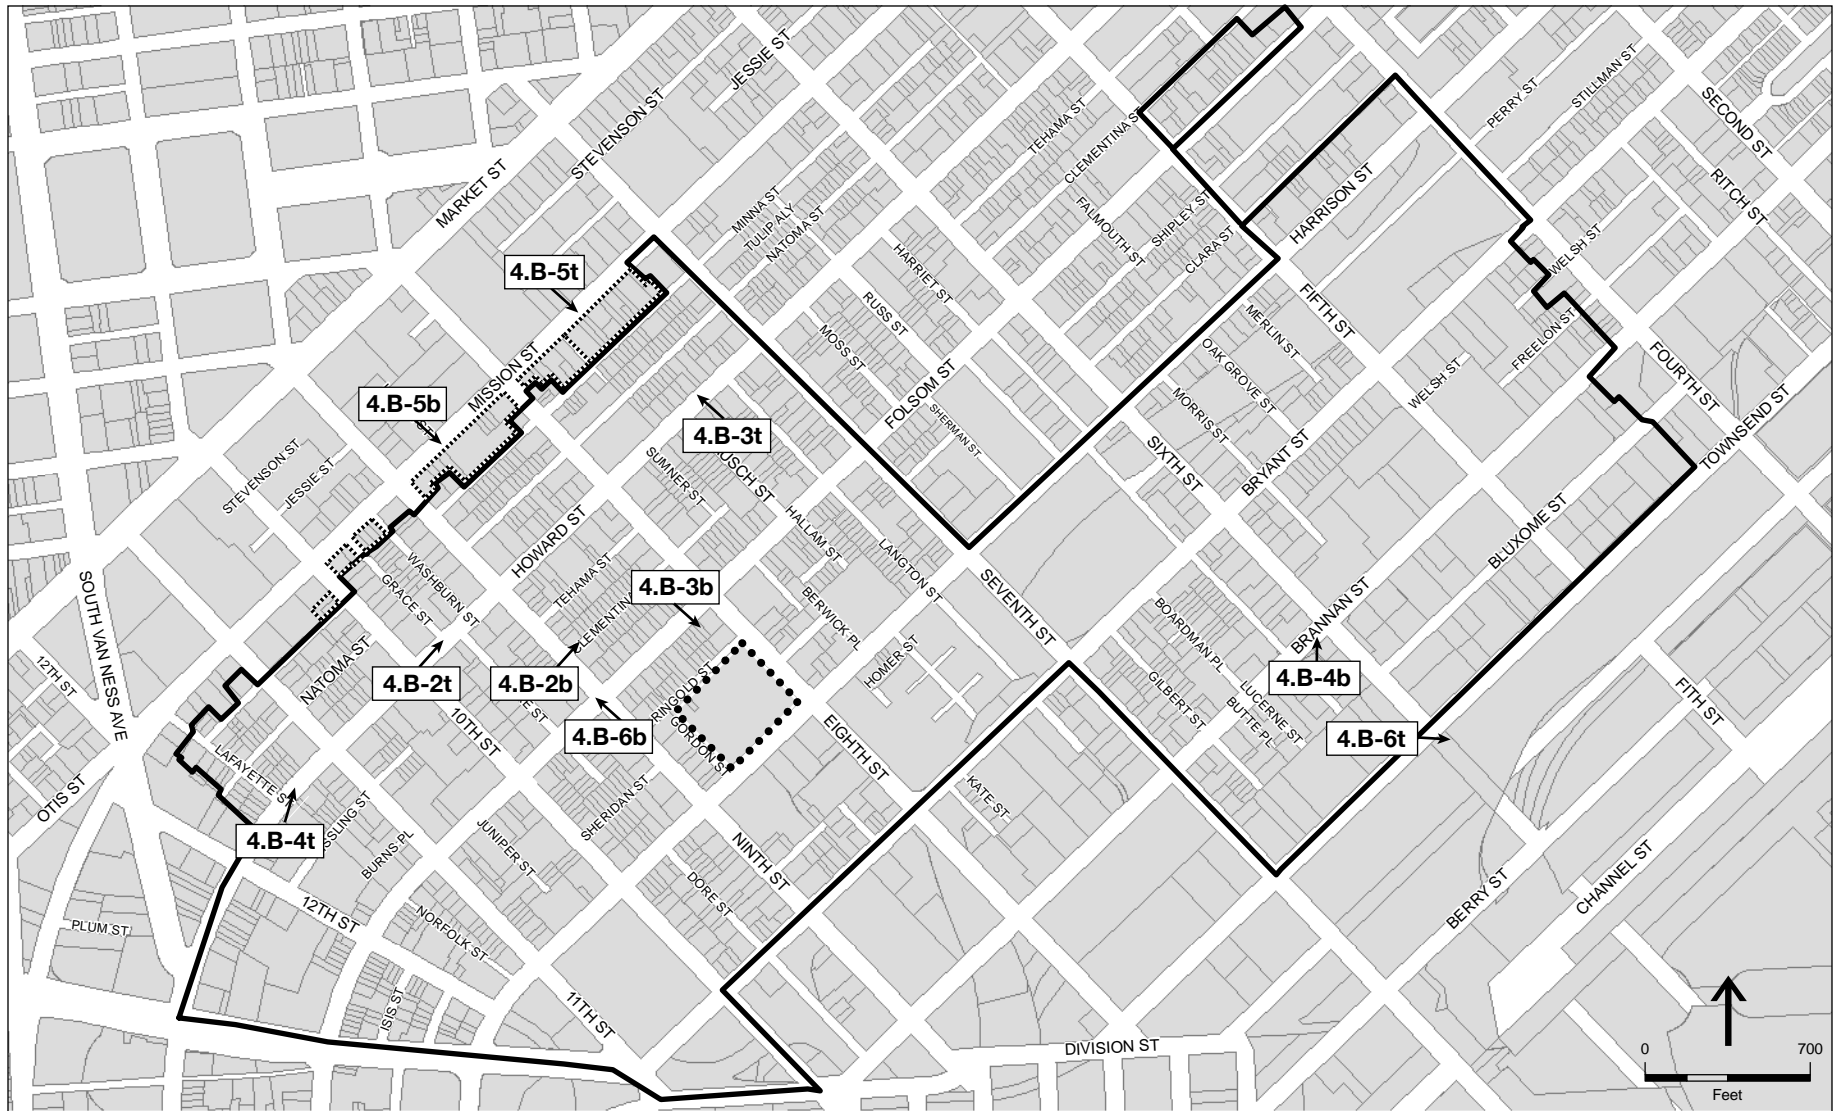 JESSIE ST
STILLMAN ST
PERRY ST
SECOND ST
STEVENSON ST
TEHAMA ST
CLEMENTINA ST
MARKET ST
RITCH ST
MINNA ST
TULIP ALY
NATOMA ST
FALMOUTH ST
SHIPLEY ST
CLARA ST
HARRISON ST
WELSH ST
HARRIET ST
4.B-5t
RUSS ST
MOSS ST
FIFTH ST
MERLIN ST
FREELON ST
MISSION ST
OAK GROVE ST
FOURTH ST
FOLSOM ST
WELSH ST
TOWNSEND ST
4.B-5b
MORRIS ST
SHERMAN ST
4.B-3t
SIXTH ST
BRYANT ST
STEVENSON ST
JESSIE ST
SUMNER ST
USCH ST
HALLAM ST
HOWARD ST
LANGTON ST
BLUXOME ST
SOUTH VAN NESS AVE
WASHBURN ST
GRACE ST
TEHAMA ST
CLEMENTINA
4.B-3b
BERWICK PL
SEVENTH ST
BOARDMAN PL
BRANNAN ST
12TH ST
NATOMA ST
4.B-2t
4.B-2b
HOMER ST
4.B-4b
RINGOLD ST
GILBERT ST
LUCERNE ST
BUTTE PL
FITH ST
10TH ST
E ST
4.B-6b
GORDON ST
EIGHTH ST
4.B-6t
LAFAYETTE ST
OTIS ST
SHERIDAN ST
KATE ST
4.B-4t
SSLING ST
BURNS PL
JUNIPER ST
NINTH ST
DORE ST
BERRY ST
CHANNEL ST
PLUM ST
12TH ST
NORFOLK ST
ISIS ST
11TH ST
DIVISION ST
0 700
Feet